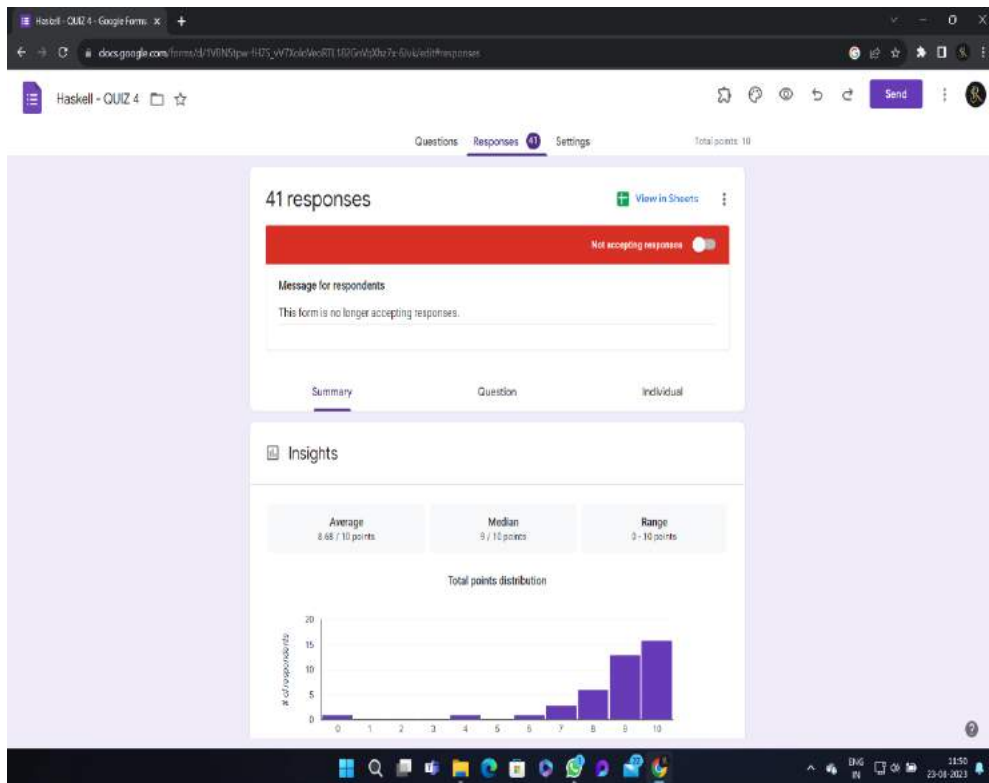 Haskell - QUIZ 4 - Google Forms
Haskell - QUIZ 4
Send
Questions Responses 41 Settings
Total points: 10
41 responses
View in Sheets
Not accepting responses
Message for respondents
This form is no longer accepting responses.
Summary Question Individual
Insights
Average Median Range
8.68 / 10 points 9 / 10 points 0 - 10 points
Total points distribution
# of respondents
20
15
10
5
0
0 1 2 3 4 5 6 7 8 9 10
ENG
IN
11:50
23-08-2023